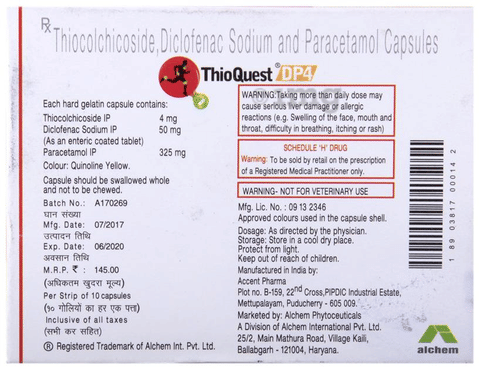 Rx Thiocolchicoside, Diclofenac Sodium and Paracetamol Capsules
ThioQuest® DP4
Each hard gelatin capsule contains:
Thiocolchicoside IP 4 mg
Diclofenac Sodium IP 50 mg
(As an enteric coated table)
Paracetamol IP 325 mg
Colour: Quinoline Yellow.
Capsule should be swallowed whole
and not to be chewed.
Batch No.: A170269
घान संख्या
Mfg. Date: 07/2017
उत्पादन तिथि
Exp. Date: 06/2020
अवसान तिथि
M.R.P. ₹ : 145.00
(अधिकतम खुदरा मूल्य)
Per Strip of 10 capsules
(१० गोलियों का हर एक पत्ता)
Inclusive of all taxes
(सभी कर सहित)
® Registered Trademark of Alchem Int. Pvt. Ltd.
WARNING:Taking more than daily dose may
cause serious liver damage or allergic
reactions (e.g. Swelling of the face, mouth and
throat, difficulty in breathing, itching or rash)
SCHEDULE 'H' DRUG
Warning: To be sold by retail on the prescription
of a Registered Medical Practitioner only.
WARNING- NOT FOR VETERINARY USE
Mfg. Lic. No. : 09 13 2346
Approved colours used in the capsule shell.
Dosage: As directed by the physician.
Storage: Store in a cool dry place.
Protect from light.
Keep out of reach of children.
Manufactured in India by:
Accent Pharma
Plot no. B-159, 22nd Cross,PIPDIC Industrial Estate,
Mettupalayam, Puducherry - 605 009.
Marketed by: Alchem Phytoceuticals
A Division of Alchem International Pvt. Ltd.
25/2, Main Mathura Road, Village Kaili,
Ballabgarh - 121004, Haryana.
1 89 03817 00014 2
alchem